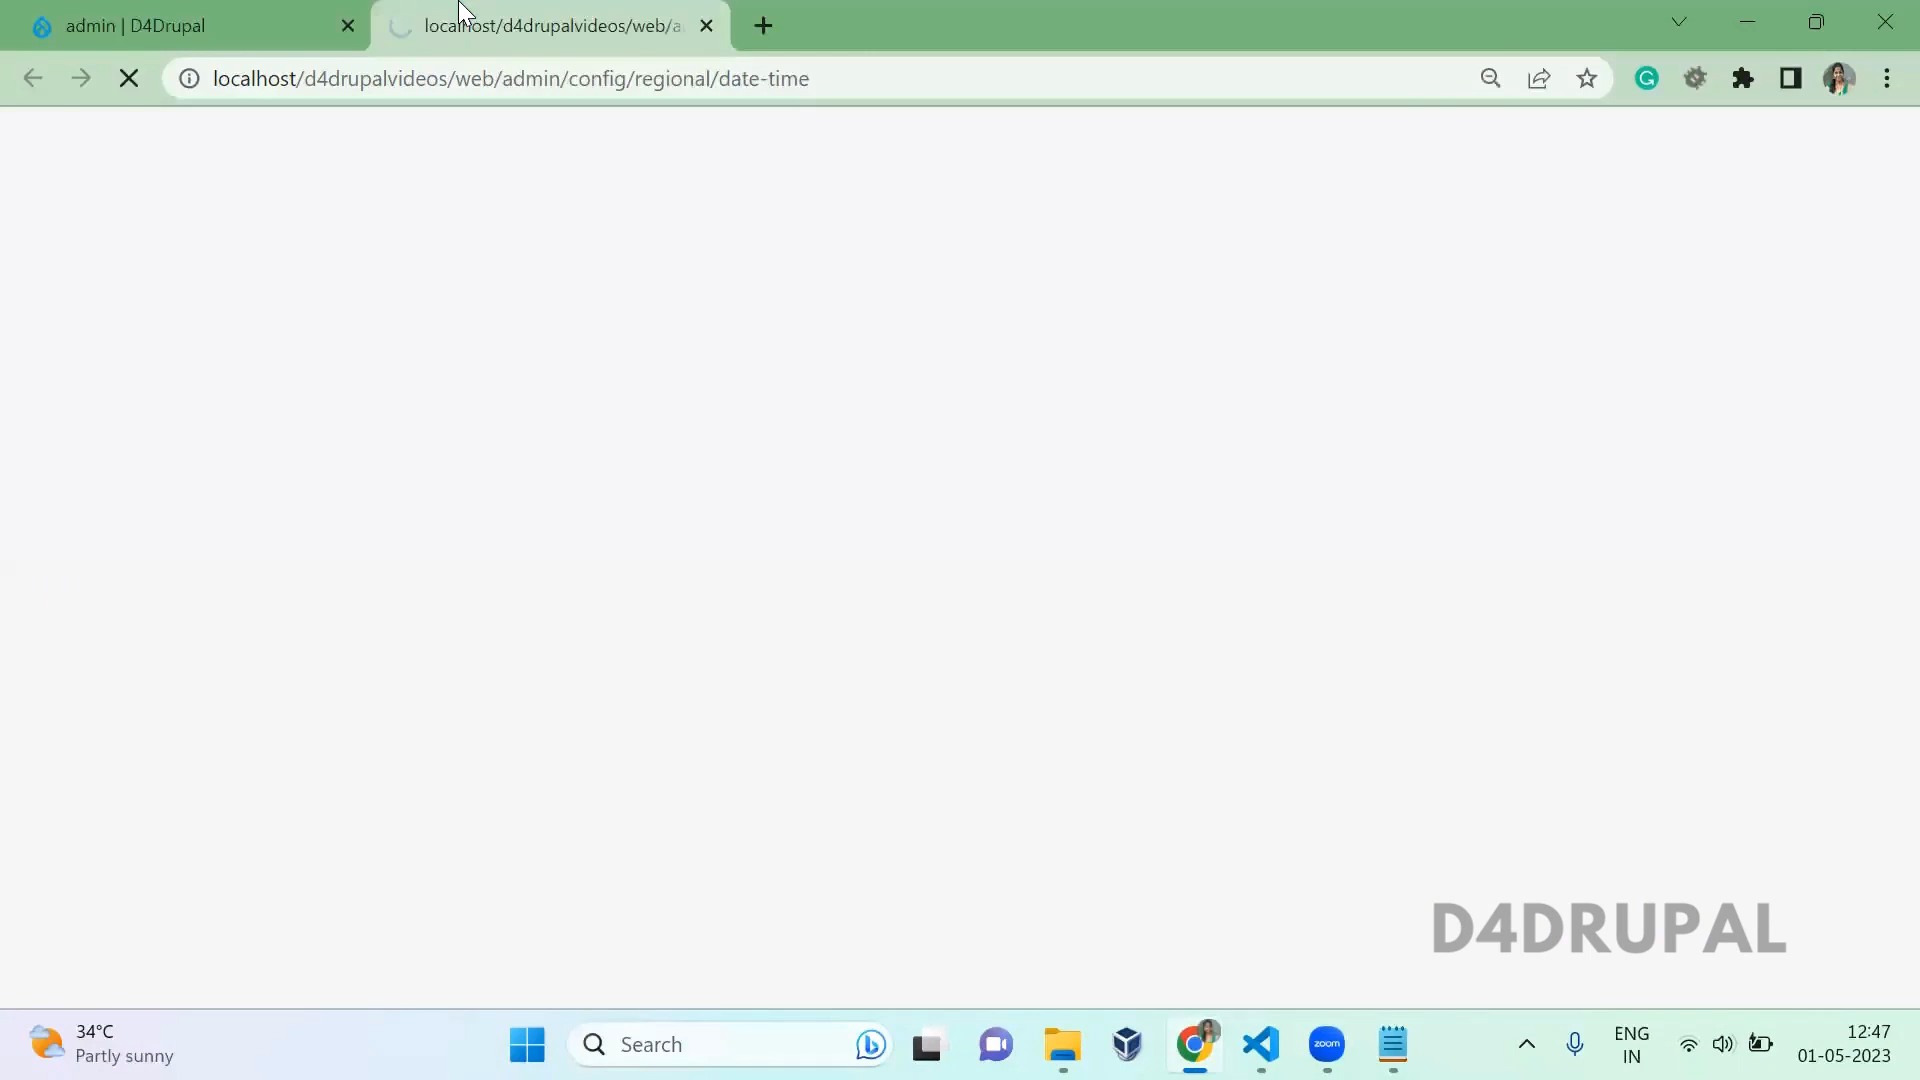 admin | D4Drupal
localhost/d4drupalvideos/web/a
localhost/d4drupalvideos/web/admin/config/regional/date-time
D4DRUPAL
34°C
Partly sunny
Search
zoom
ENG
IN
12:47
01-05-2023